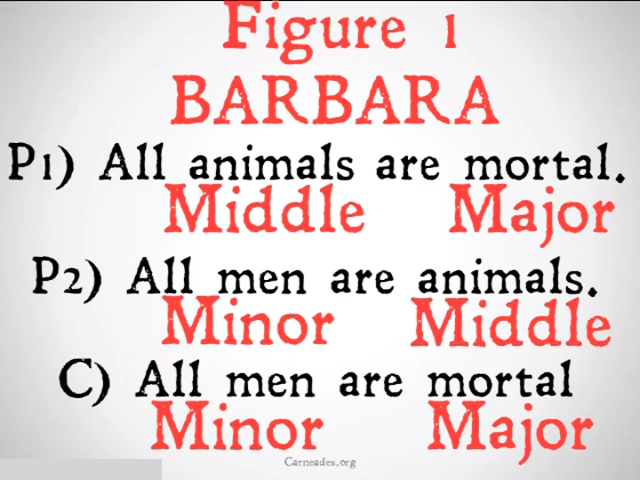 Figure 1
BARBARA
P1) All animals are mortal.
Middle Major
P2) All men are animals.
Minor Middle
C) All men are mortal
Minor Major
Carneades.org